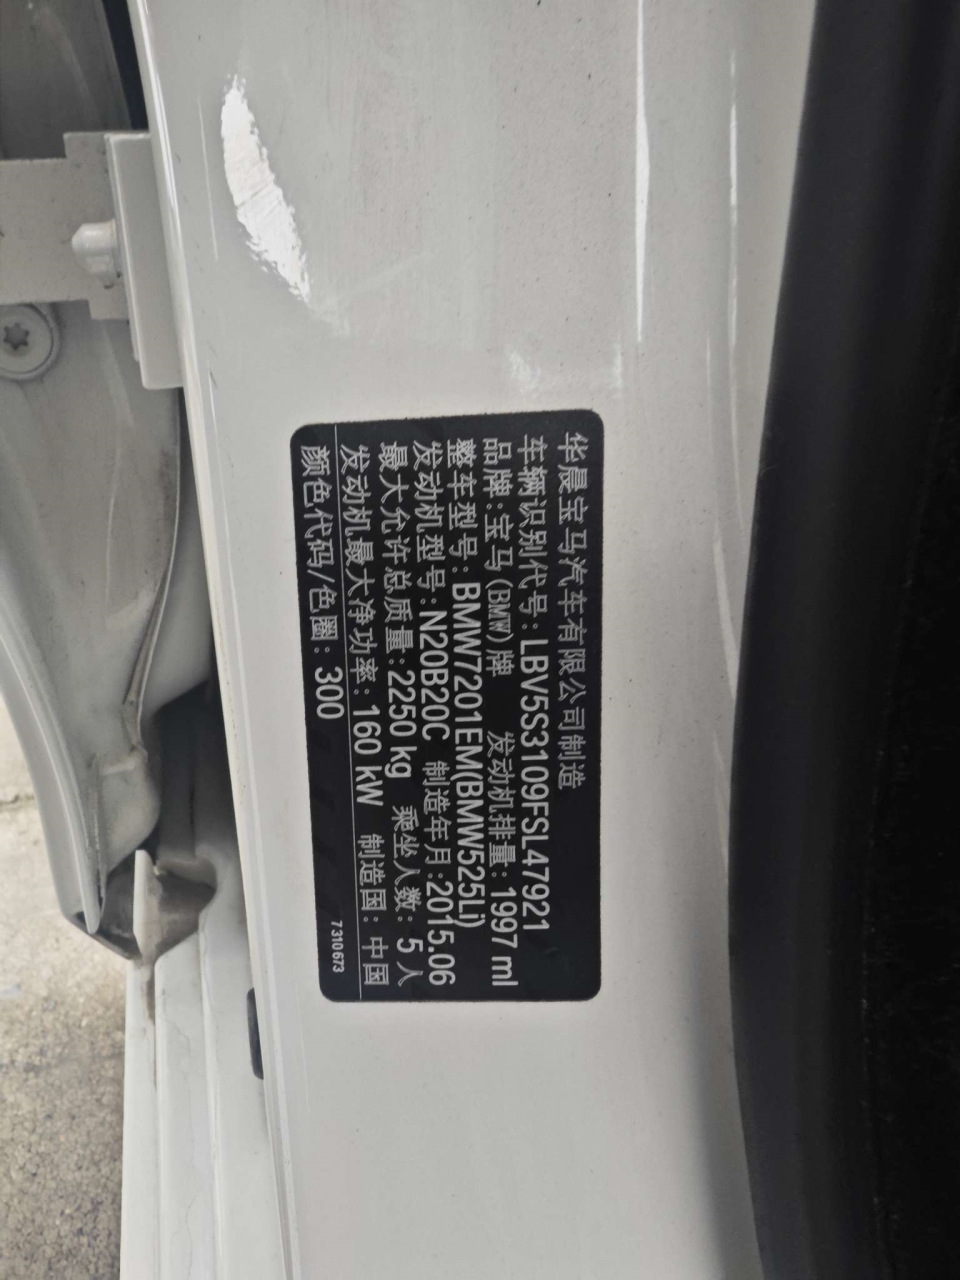 华晨宝马汽车有限公司制造
车辆识别代号: LBV5S3109FSL47921
品牌:宝马(BMW)牌 发动机排量:1997 ml
整车型号: BMW7201EM(BMW525Li)
发动机型号:N20B20C 制造年月:2015.06
最大允许总质量:2250 kg 乘坐人数: 5 人
发动机最大净功率: 160 kW 制造国: 中国
颜色代码/色圈: 300 7 310 673